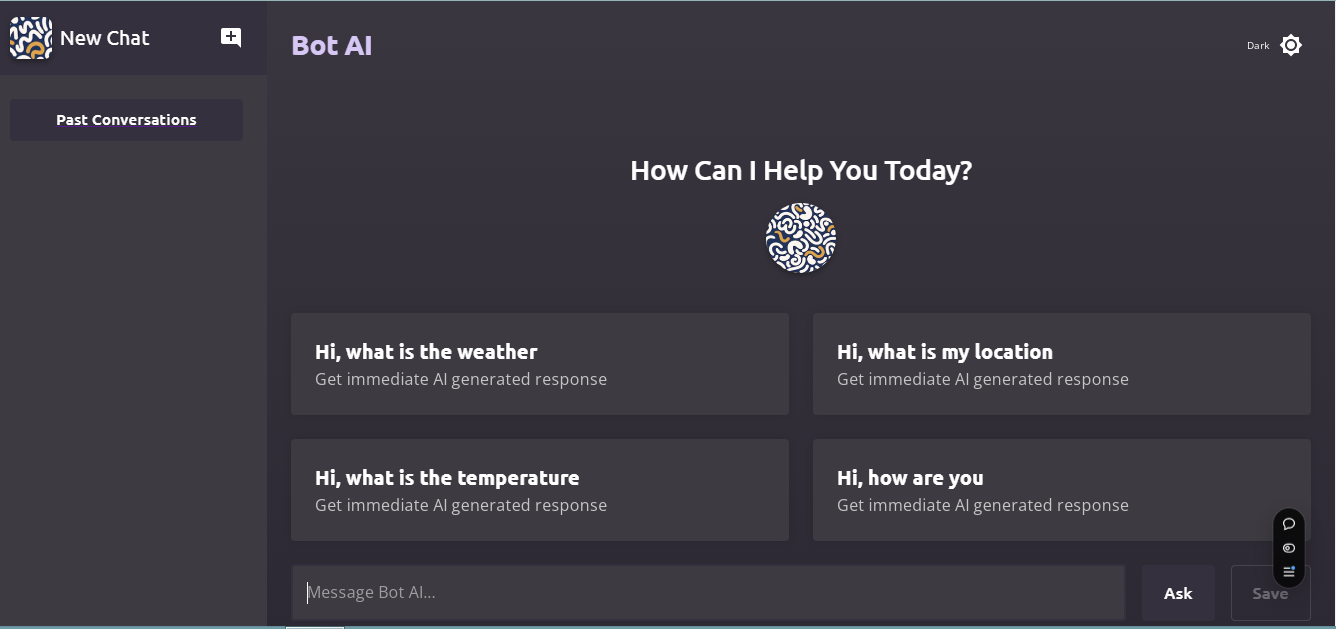 New Chat
Bot AI
Dark
Past Conversations
How Can I Help You Today?
Hi, what is the weather
Get immediate AI generated response
Hi, what is my location
Get immediate AI generated response
Hi, what is the temperature
Get immediate AI generated response
Hi, how are you
Get immediate AI generated response
Message Bot AI...
Ask
Save